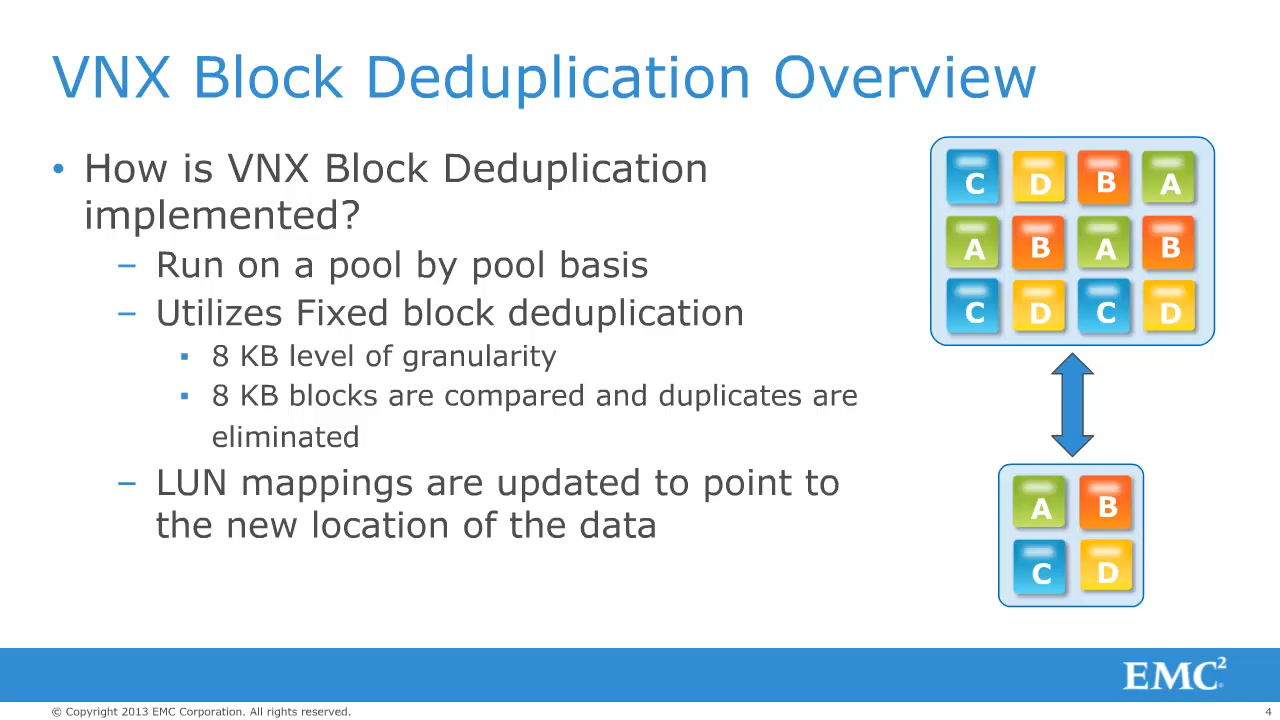 VNX Block Deduplication Overview
• How is VNX Block Deduplication
implemented?
– Run on a pool by pool basis
– Utilizes Fixed block deduplication
▪ 8 KB level of granularity
▪ 8 KB blocks are compared and duplicates are
eliminated
– LUN mappings are updated to point to
the new location of the data
C D B A
A B A B
C D C D
A B
C D
EMC²
© Copyright 2013 EMC Corporation. All rights reserved.
4